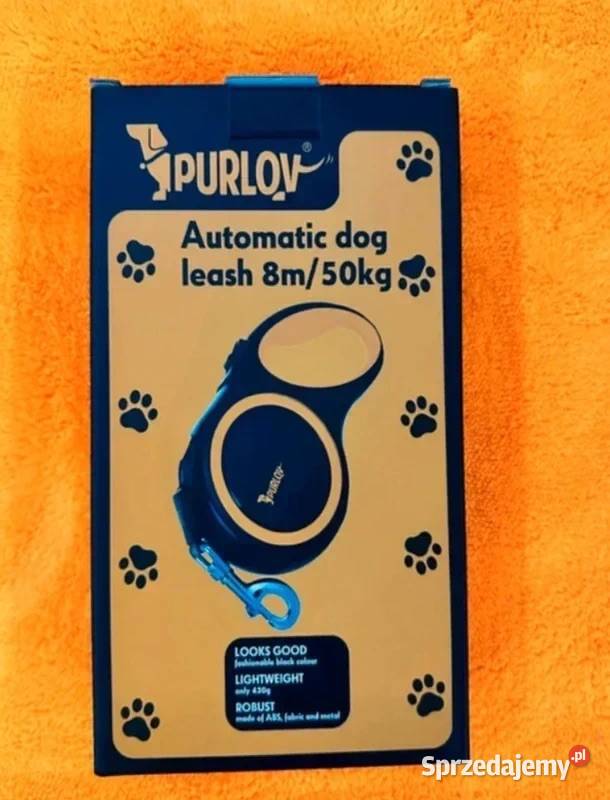 PURLOV®
Automatic dog
leash 8m/50kg
PURLOV
LOOKS GOOD
fashionable black colour
LIGHTWEIGHT
only 430g
ROBUST
made of ABS, fabric and metal
Sprzedajemy.pl